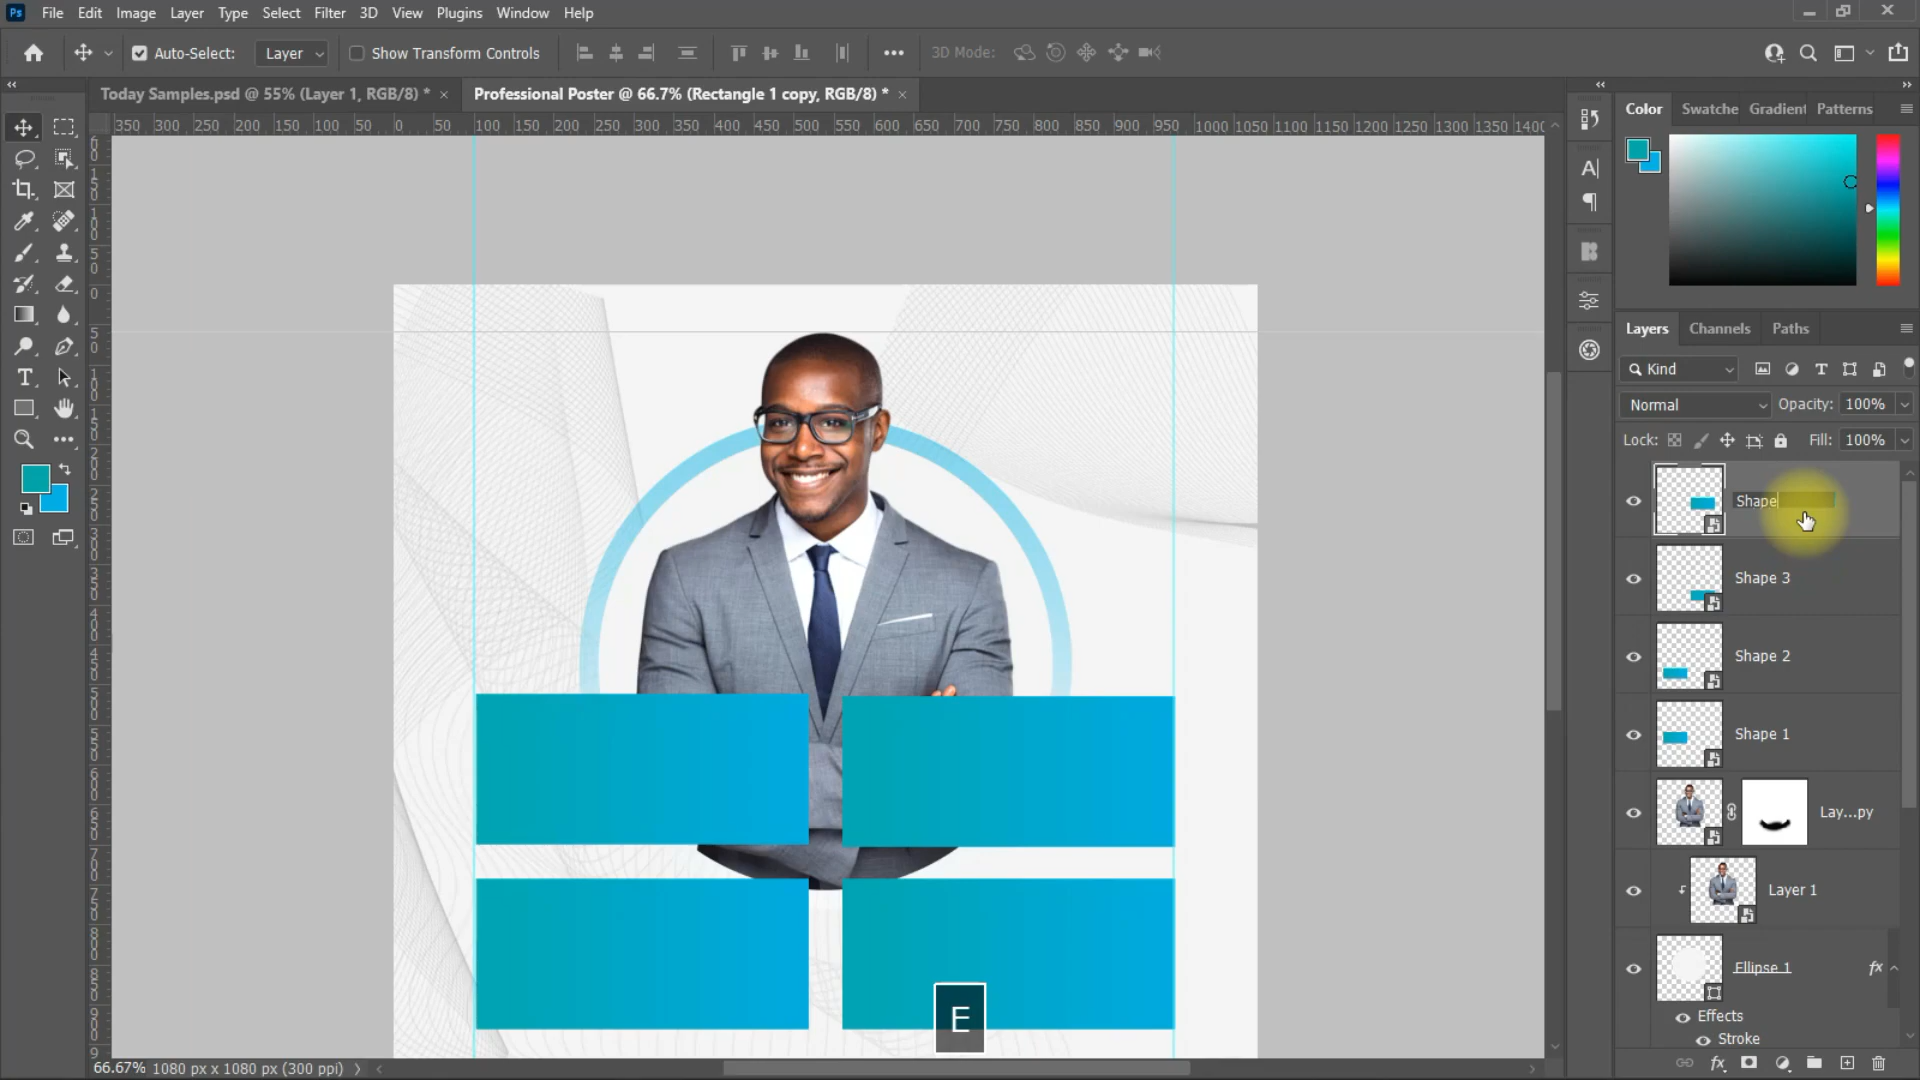 Ps File Edit Image Layer Type Select Filter 3D View Plugins Window Help
Auto-Select: Layer Show Transform Controls 3D Mode:
Today Samples.psd @ 55% (Layer 1, RGB/8) * × Professional Poster @ 66.7% (Rectangle 1 copy, RGB/8) * ×
350 300 250 200 150 100 50 0 50 100 150 200 250 300 350 400 450 500 550 600 650 700 750 800 850 900 950 1000 1050 1100 1150 1200 1250 1300 1350 1400
Color Swatche Gradient Patterns
Layers Channels Paths
Kind
Normal Opacity: 100%
Lock: Fill: 100%
Shape
Shape 3
Shape 2
Shape 1
Lay...py
Layer 1
Ellipse 1 fx
Effects
Stroke
E
66.67% 1080 px x 1080 px (300 ppi)